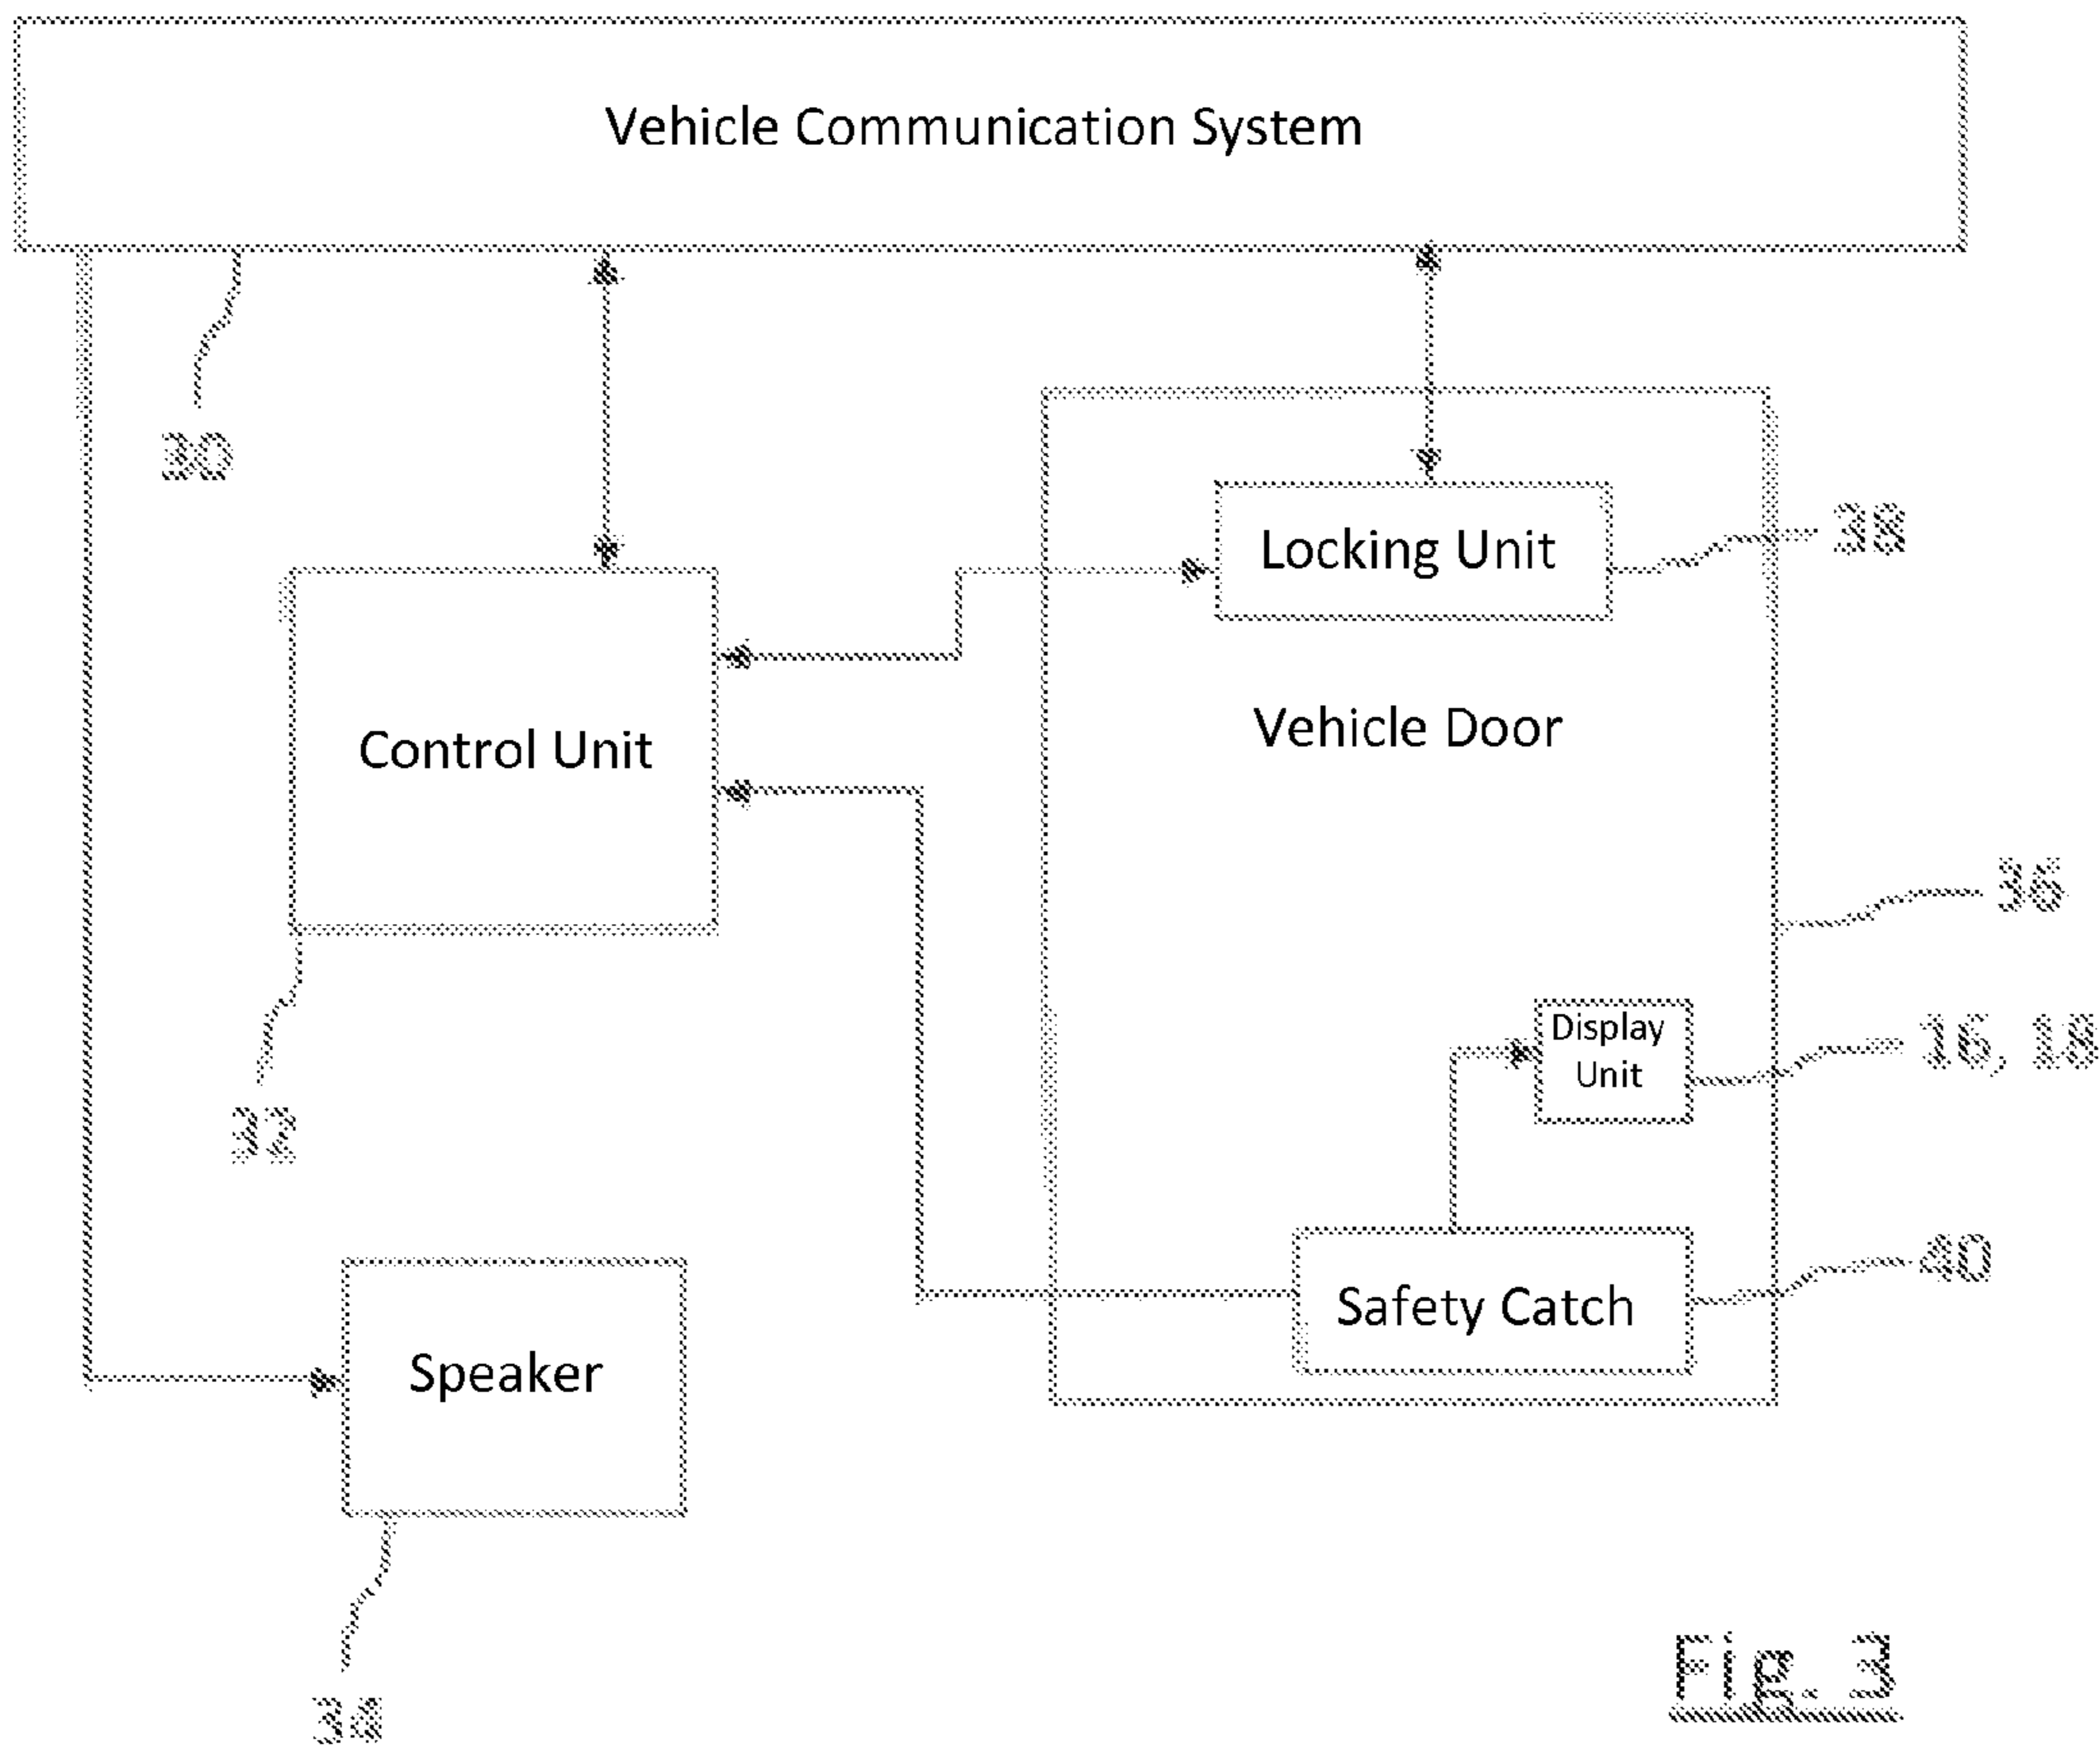 Vehicle Communication System
30
Locking Unit
38
Vehicle Door
Control Unit
36
Display
Unit
16, 18
32
40
Safety Catch
Speaker
34
Fig. 3